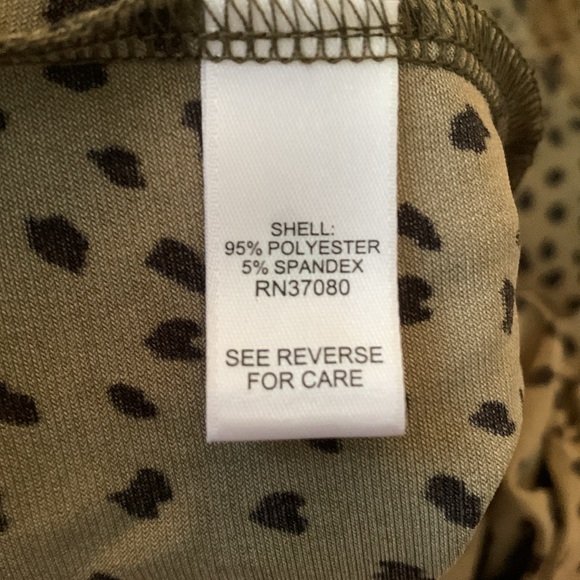 SHELL:
95% POLYESTER
5% SPANDEX
RN37080
SEE REVERSE
FOR CARE